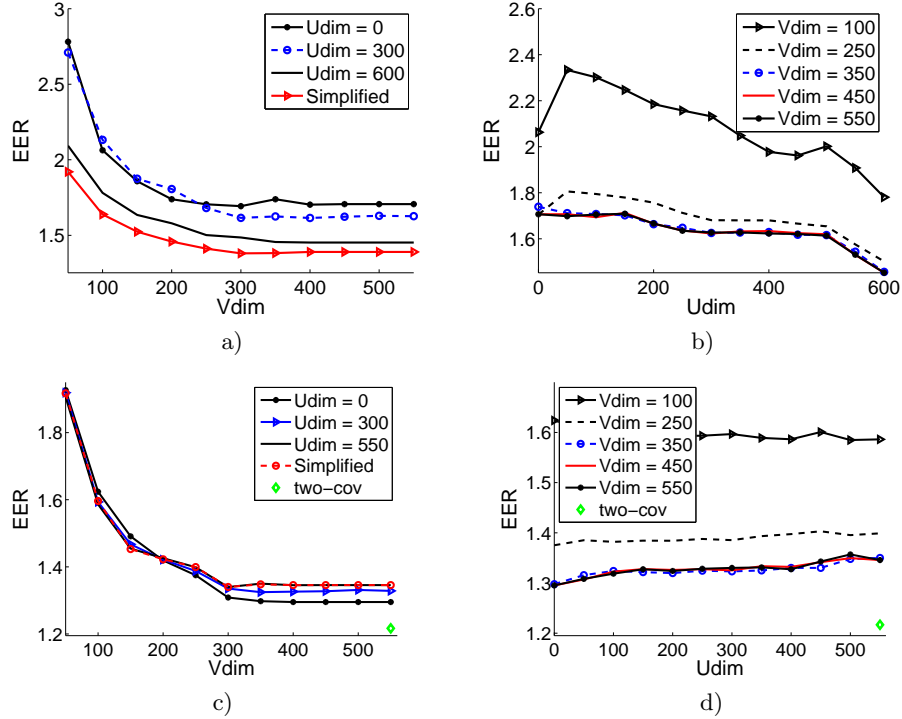 3
2.5
2
1.5
EER
100 200 300 400 500
Vdim
Udim = 0
Udim = 300
Udim = 600
Simplified
a)
2.6
2.4
2.2
2
1.8
1.6
EER
0 200 400 600
Udim
Vdim = 100
Vdim = 250
Vdim = 350
Vdim = 450
Vdim = 550
b)
1.8
1.6
1.4
1.2
EER
100 200 300 400 500
Vdim
Udim = 0
Udim = 300
Udim = 550
Simplified
two−cov
c)
1.6
1.4
1.3
1.2
EER
0 100 200 300 400 500
Udim
Vdim = 100
Vdim = 250
Vdim = 350
Vdim = 450
Vdim = 550
two−cov
d)